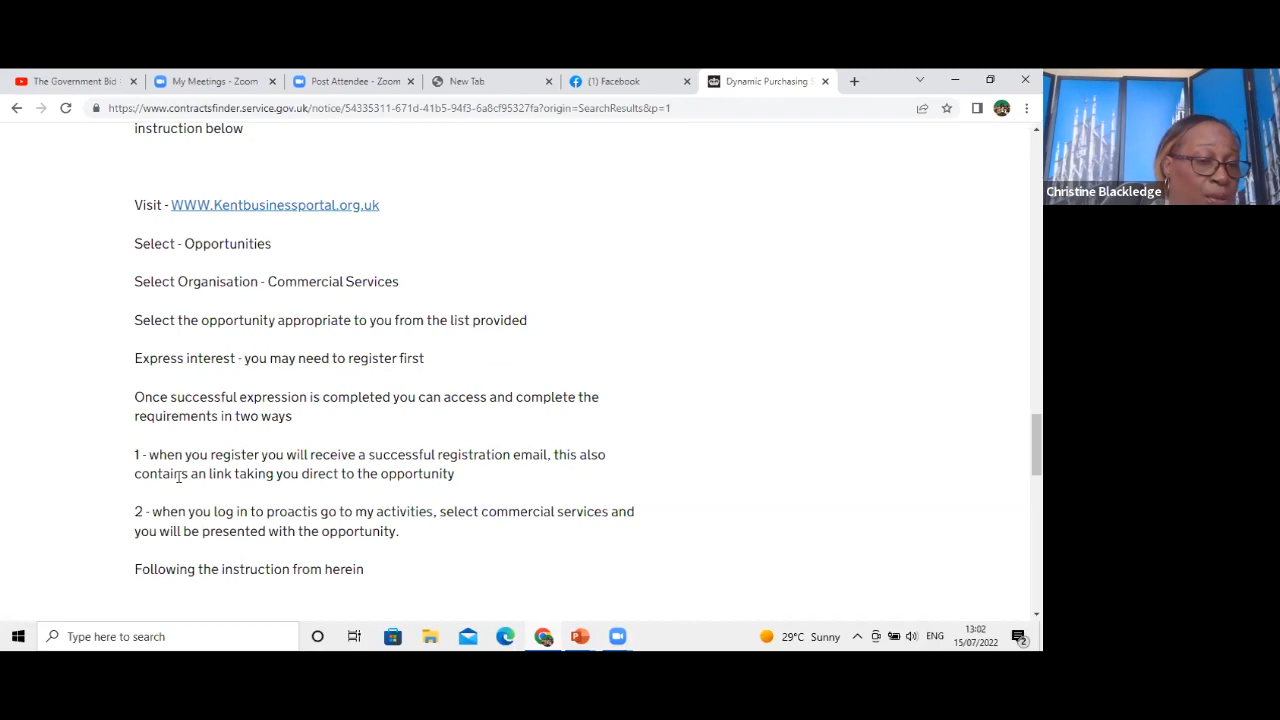 The Government Bid
My Meetings - Zoom
Post Attendee - Zoom
New Tab
(1) Facebook
Dynamic Purchasing S
https://www.contractsfinder.service.gov.uk/notice/54335311-671d-41b5-94f3-6a8cf95327fa?origin=SearchResults&p=1
instruction below
Visit - WWW.Kentbusinessportal.org.uk
Select - Opportunities
Select Organisation - Commercial Services
Select the opportunity appropriate to you from the list provided
Express interest - you may need to register first
Once successful expression is completed you can access and complete the
requirements in two ways
1 - when you register you will receive a successful registration email, this also
contains an link taking you direct to the opportunity
2 - when you log in to proactis go to my activities, select commercial services and
you will be presented with the opportunity.
Following the instruction from herein
Christine Blackledge
Type here to search
29°C Sunny
ENG
13:02
15/07/2022
2